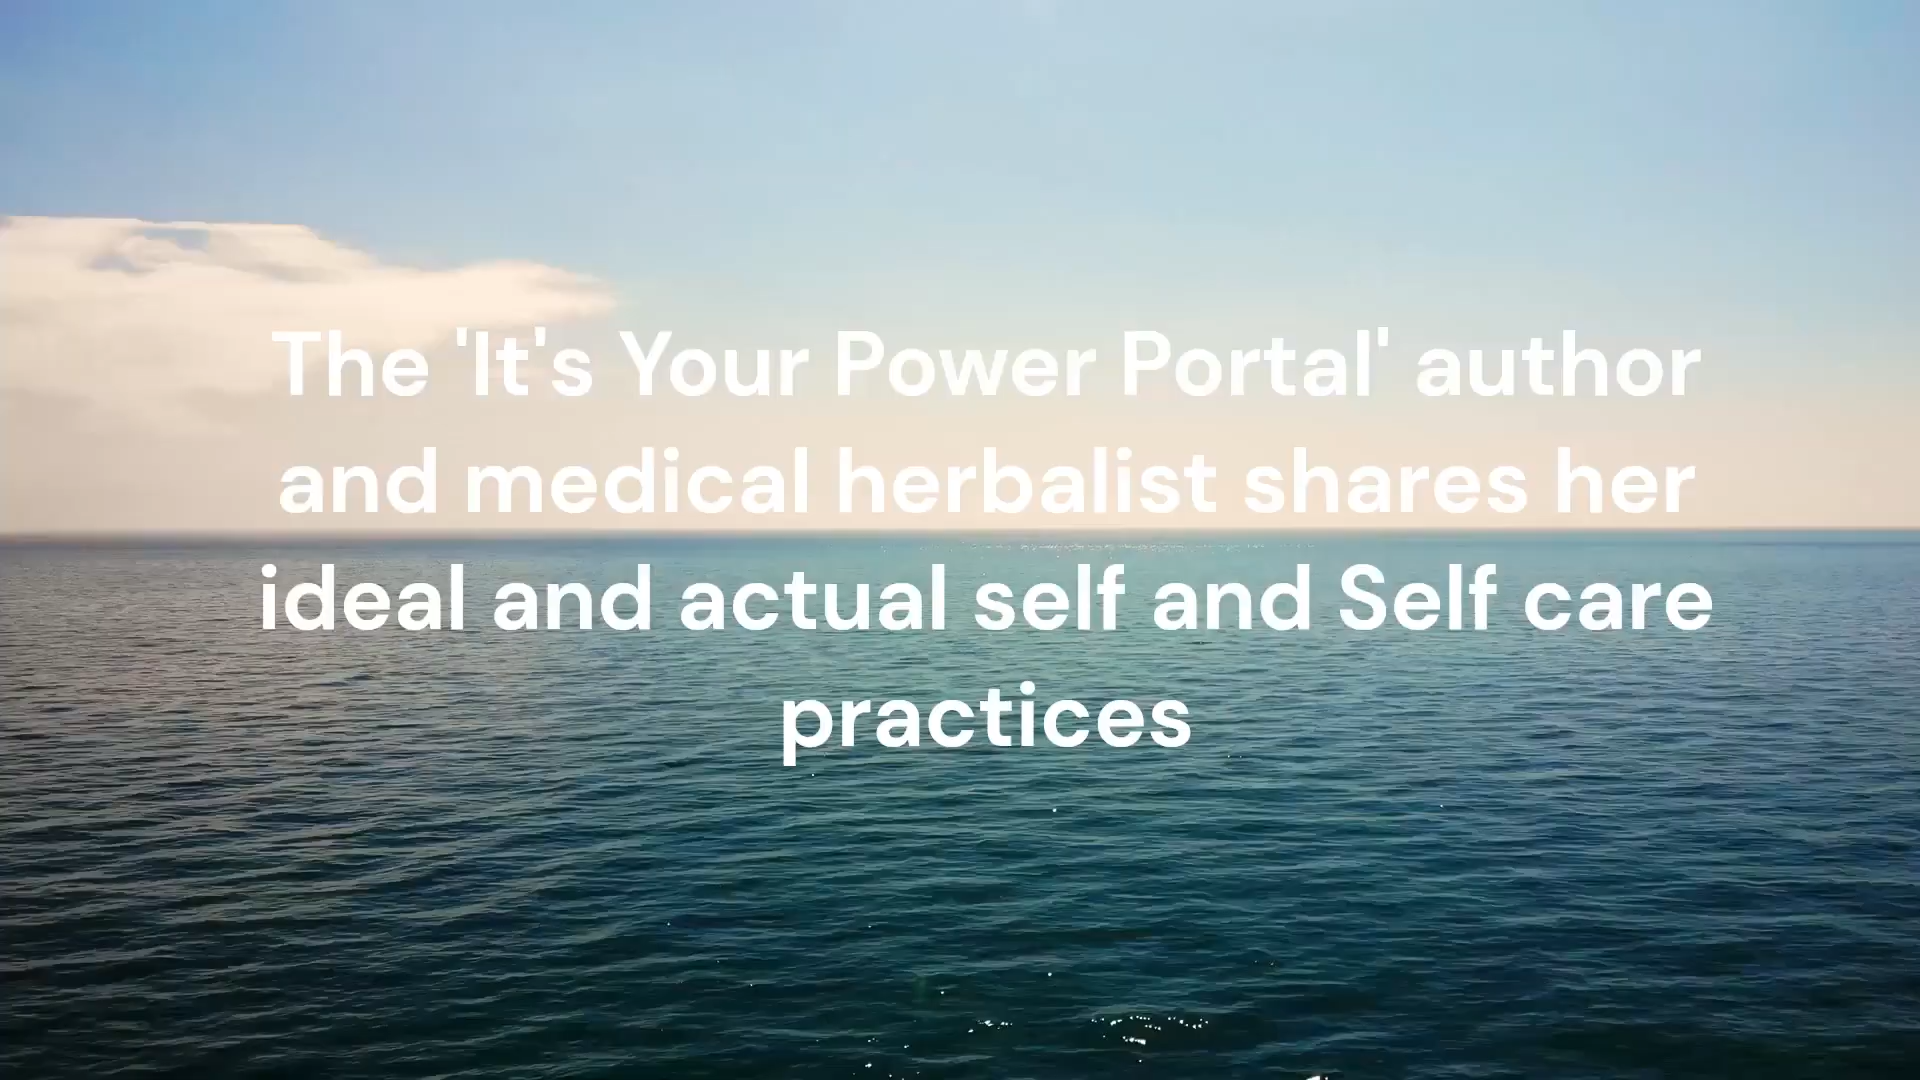 The 'It's Your Power Portal' author
and medical herbalist shares her
ideal and actual self and Self care
practices